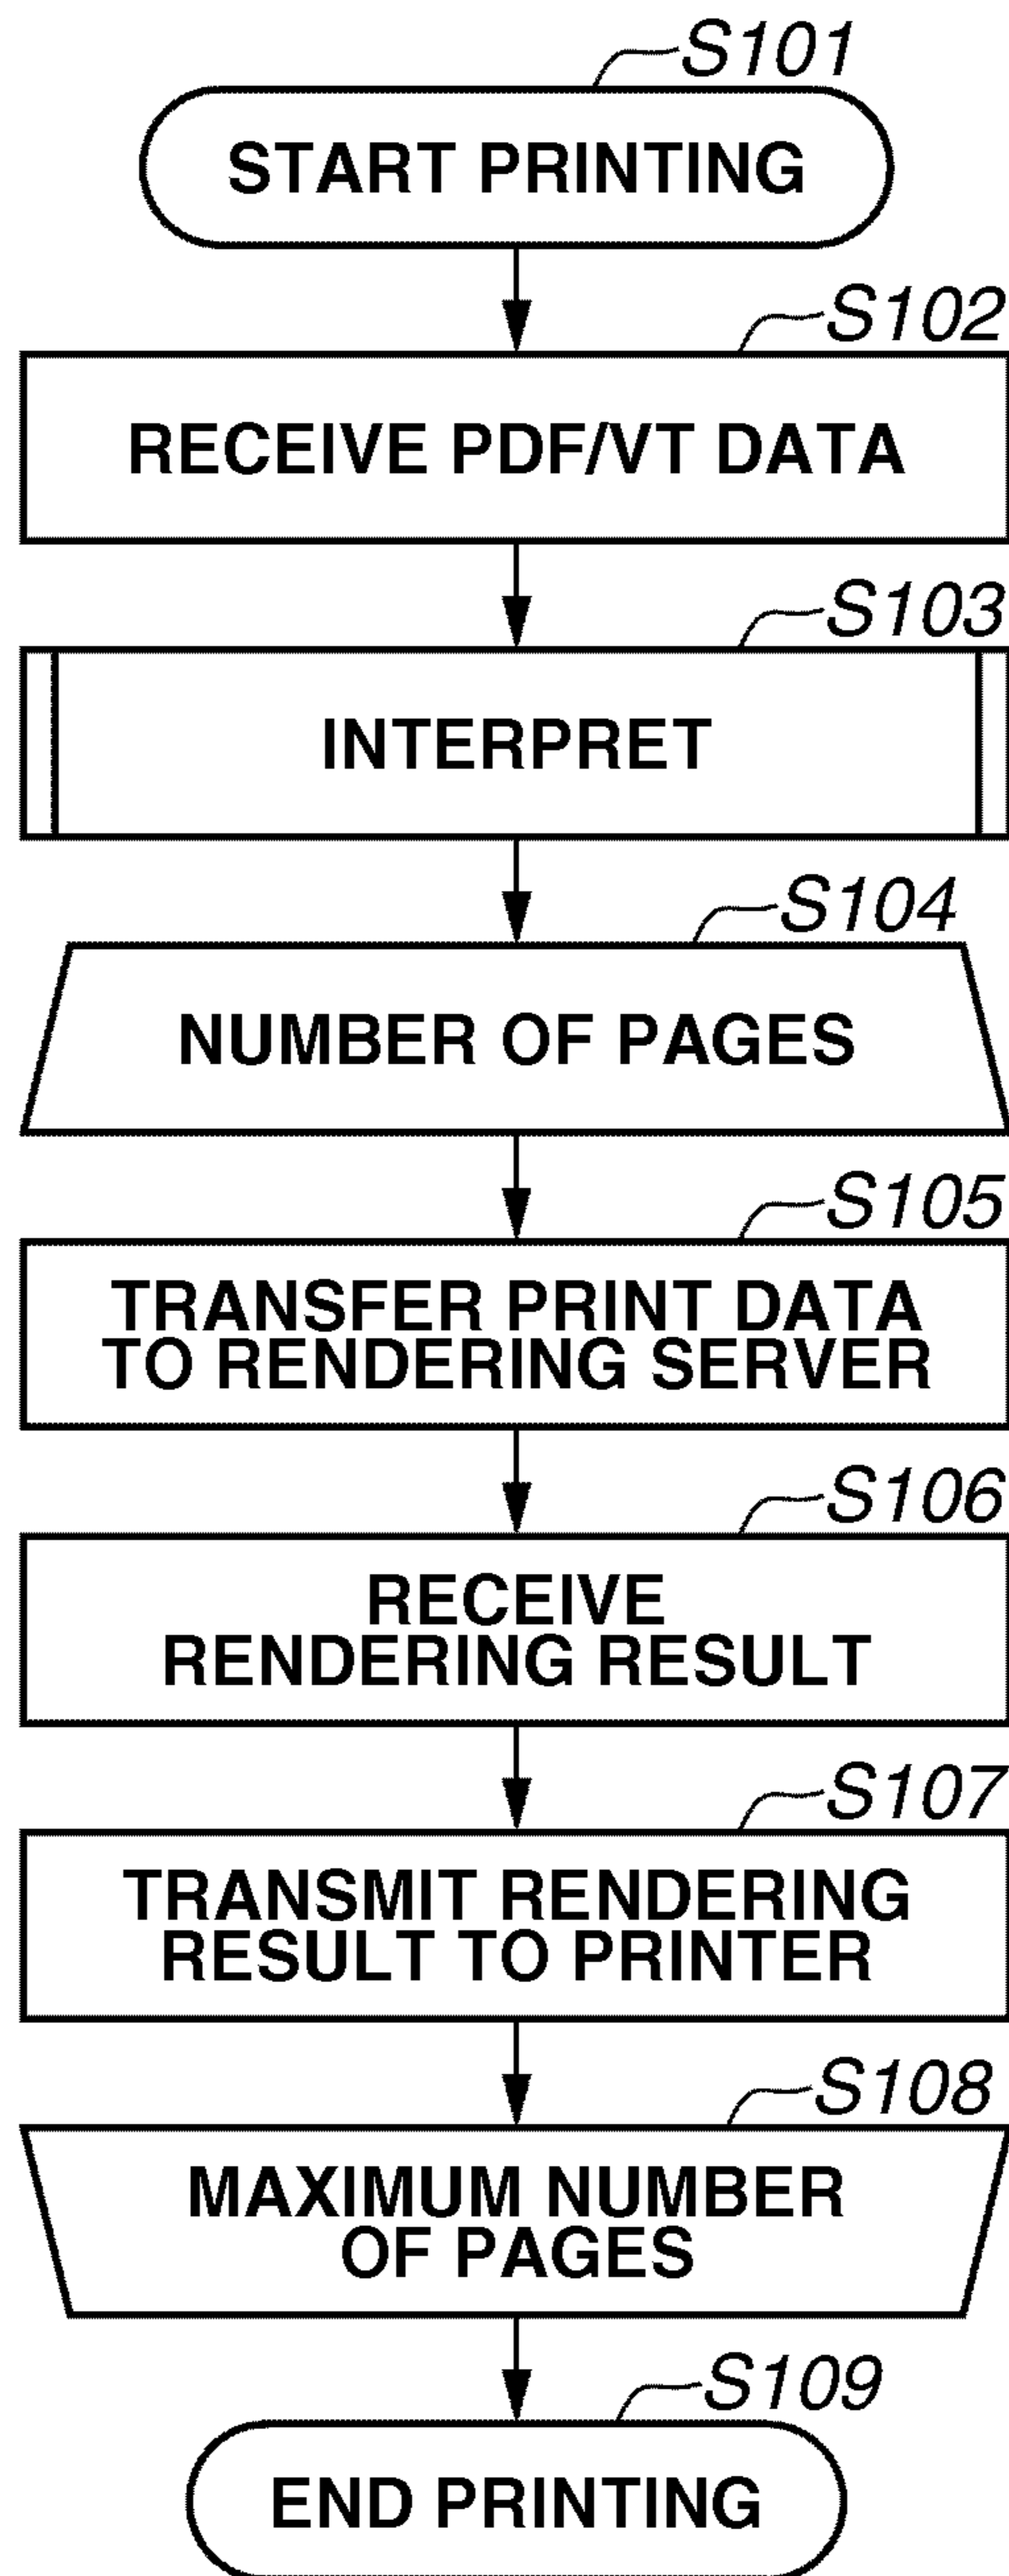 S101
START PRINTING
S102
RECEIVE PDF/VT DATA
S103
INTERPRET
S104
NUMBER OF PAGES
S105
TRANSFER PRINT DATA
TO RENDERING SERVER
S106
RECEIVE
RENDERING RESULT
S107
TRANSMIT RENDERING
RESULT TO PRINTER
S108
MAXIMUM NUMBER
OF PAGES
S109
END PRINTING